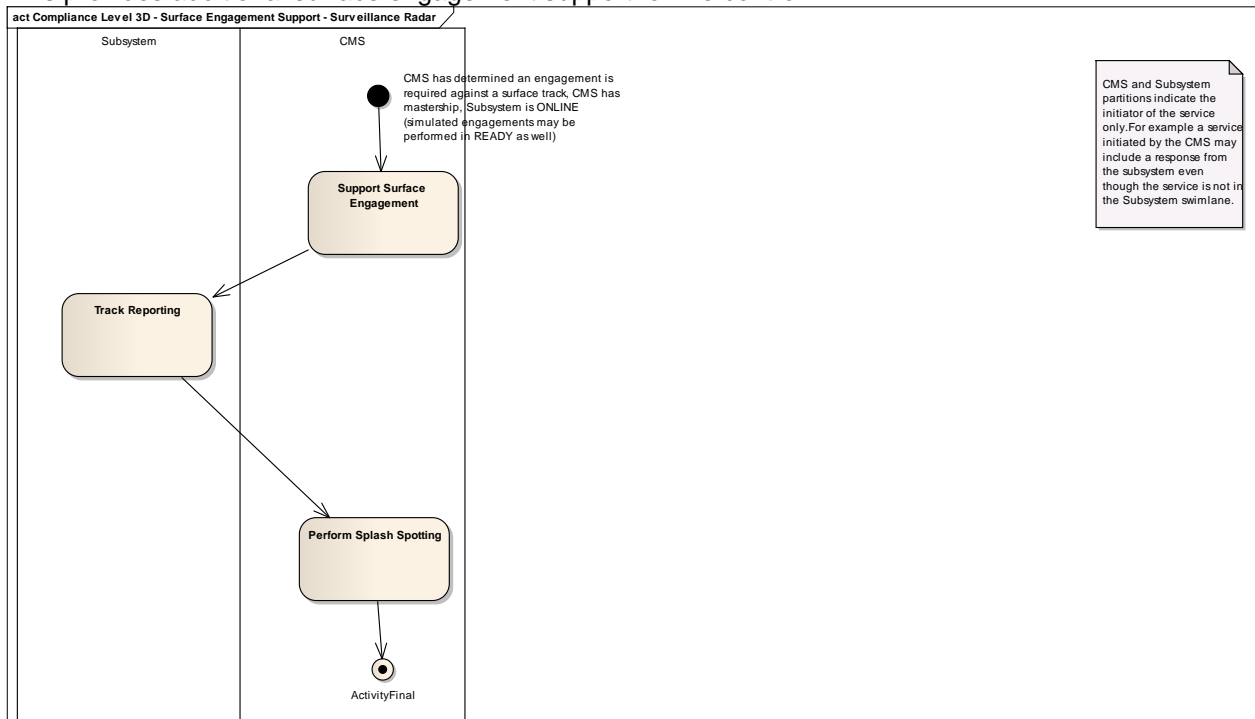 act Compliance Level 3D - Surface Engagement Support - Surveillance Radar
Subsystem
CMS
CMS has determined an engagement is
required against a surface track, CMS has
mastership, Subsystem is ONLINE
(simulated engagements may be
performed in READY as well)
CMS and Subsystem
partitions indicate the
initiator of the service
only.For example a service
initiated by the CMS may
include a response from
the subsystem even
though the service is not in
the Subsystem swimlane.
Support Surface
Engagement
Track Reporting
Perform Splash Spotting
ActivityFinal